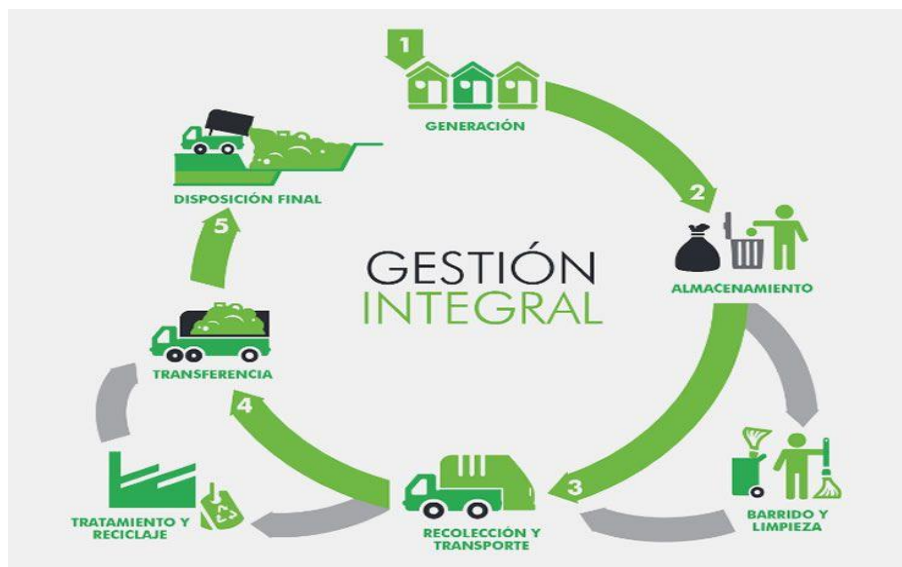 1
GENERACIÓN
2
ALMACENAMIENTO
BARRIDO Y
LIMPIEZA
3
RECOLECCIÓN Y
TRANSPORTE
TRATAMIENTO Y
RECICLAJE
4
TRANSFERENCIA
5
DISPOSICIÓN FINAL
GESTIÓN
INTEGRAL